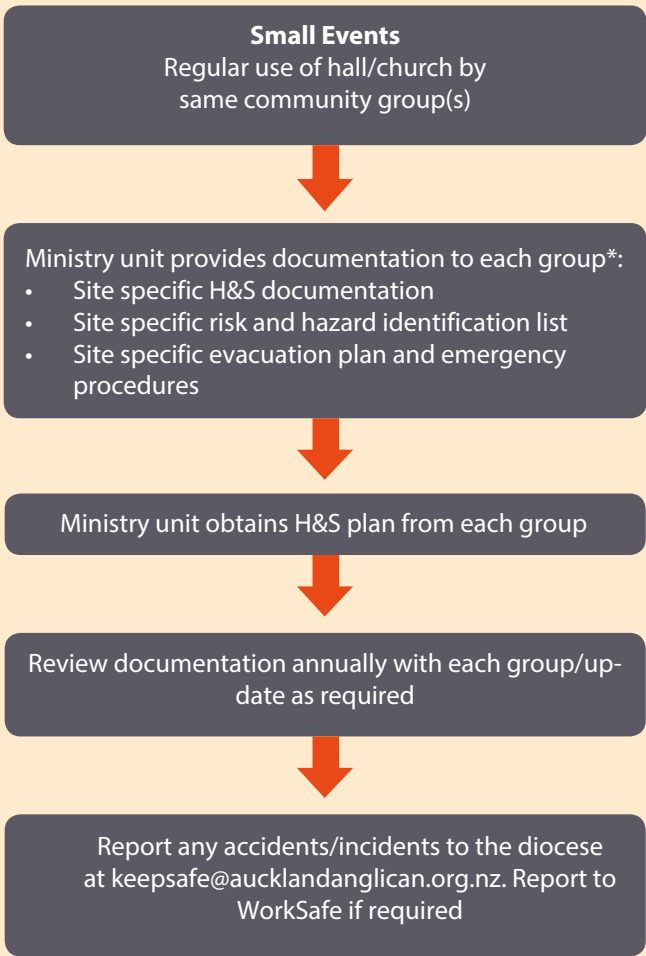 Small Events
Regular use of hall/church by
same community group(s)
Ministry unit provides documentation to each group*:
• Site specific H&S documentation
• Site specific risk and hazard identification list
• Site specific evacuation plan and emergency
procedures
Ministry unit obtains H&S plan from each group
Review documentation annually with each group/up-
date as required
Report any accidents/incidents to the diocese
at keepsafe@aucklandanglican.org.nz. Report to
WorkSafe if required